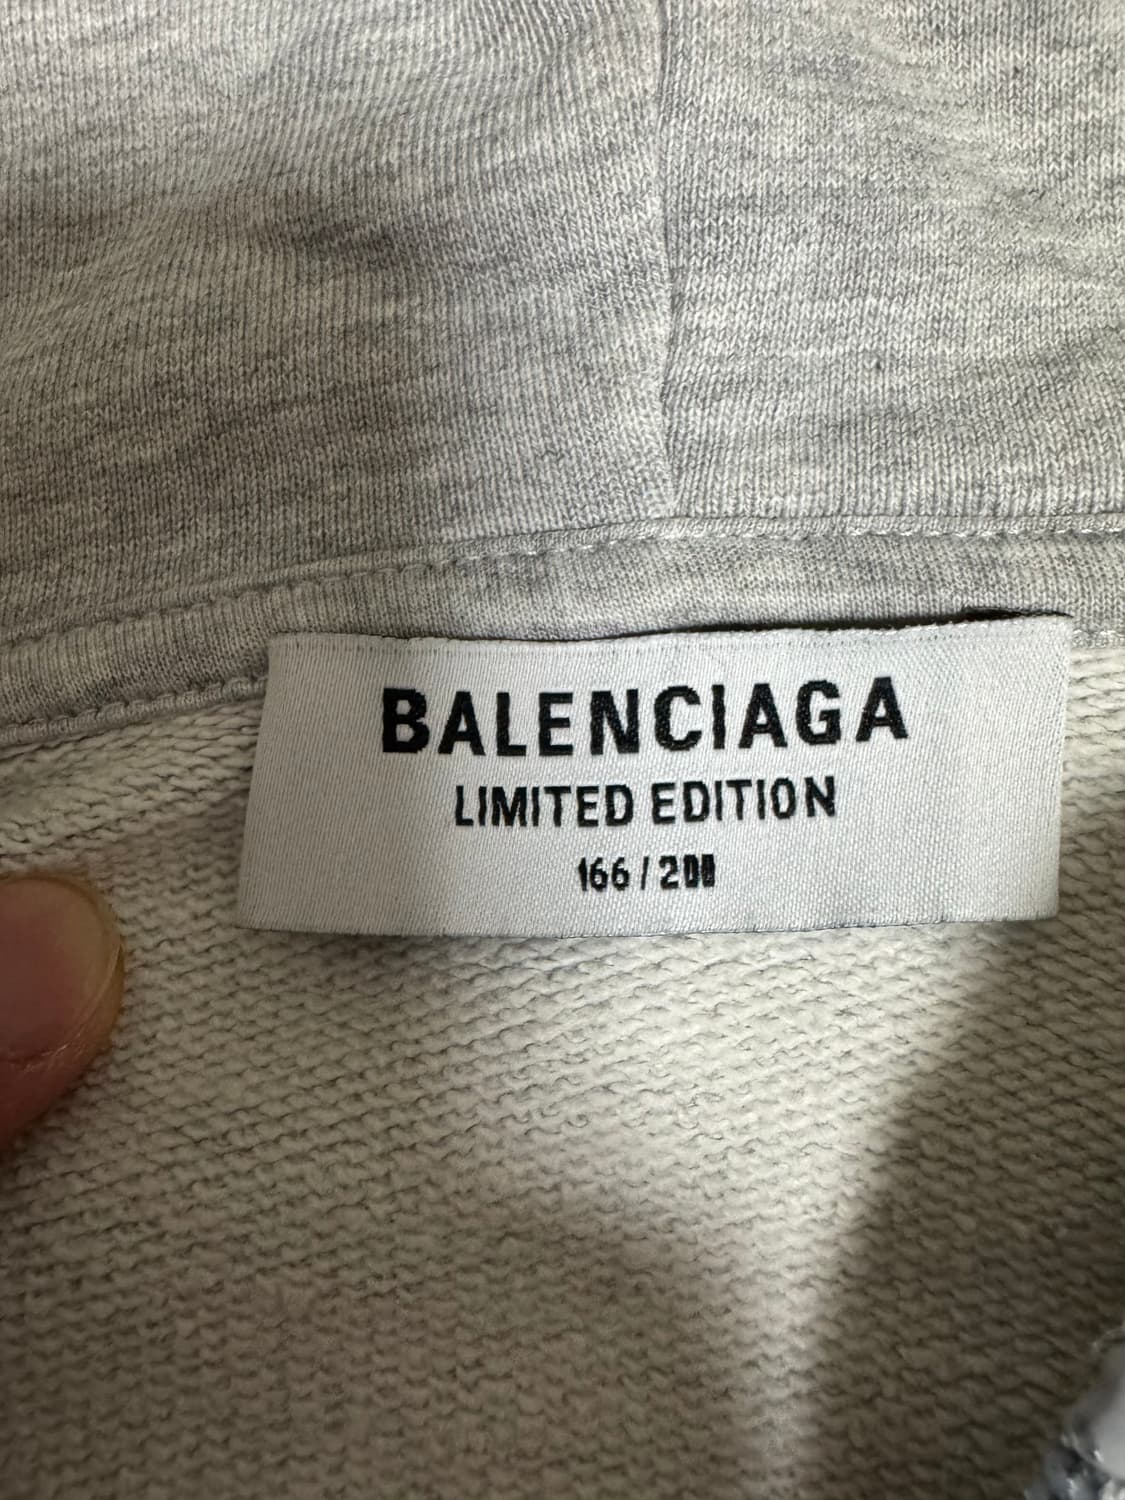 BALENCIAGA
LIMITED EDITION
166 / 200